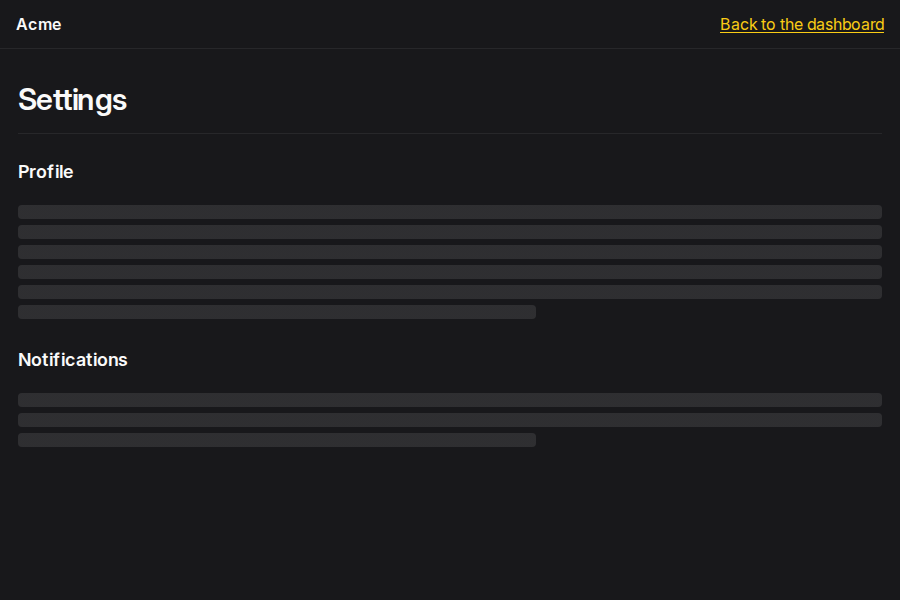 Acme
Back to the dashboard
Settings
Profile
Notifications